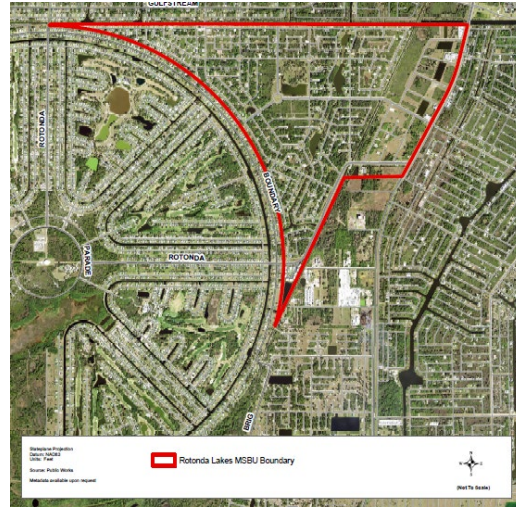 GULFSTREAM
ROTONDA
BOUNDARY
ROTONDA
PARADE
BRIG
Stateplane Projection
Datum: NAD83
Units: Feet
Source: Public Works
Metadata available upon request
Rotonda Lakes MSBU Boundary
(Not To Scale)